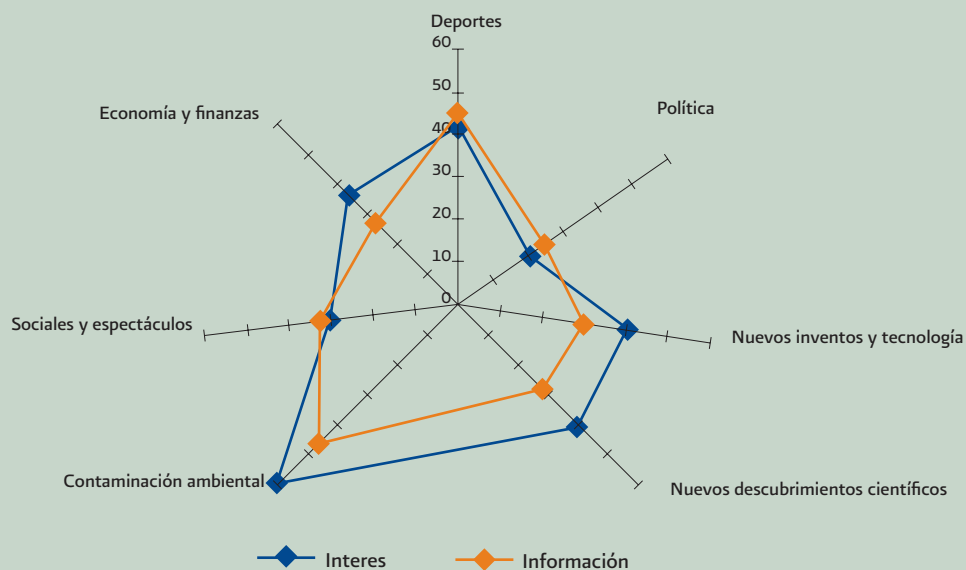 Deportes
60
50
40
30
20
10
0
Política
Economía y finanzas
Sociales y espectáculos
Nuevos inventos y tecnología
Contaminación ambiental
Nuevos descubrimientos científicos
Interes
Información